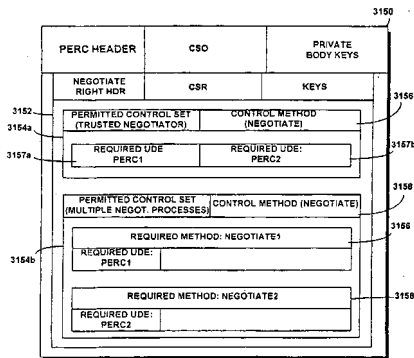 3150
PERC HEADER
CSO
PRIVATE
BODY KEYS
NEGOTIATE
RIGHT HDR
CSR
KEYS
3156
3152
PERMITTED CONTROL SET
(TRUSTED NEGOTIATOR)
CONTROL METHOD
(NEGOTIATE)
3154a
REQUIRED UDE
PERC1
REQUIRED UDE:
PERC2
3157a
3157b
3156
PERMITTED CONTROL SET
(MULTIPLE NEGOT. PROCESSES)
CONTROL METHOD (NEGOTIATE)
REQUIRED METHOD: NEGOTIATE1
3156
REQUIRED UDE:
PERC1
3154b
REQUIRED METHOD: NEGOTIATE2
3158
REQUIRED UDE:
PERC2